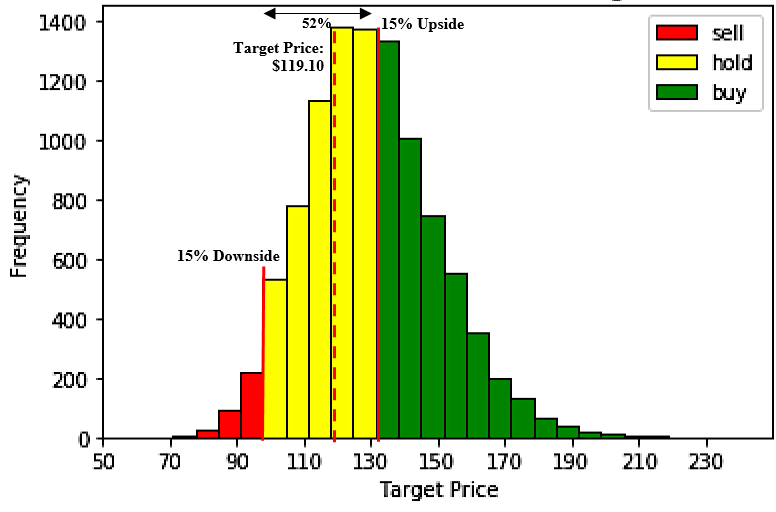 1400
1200
1000
800
600
400
200
0
Frequency
52%
15% Upside
Target Price:
$119.10
15% Downside
sell
hold
buy
50
70
90
110
130
150
170
190
210
230
Target Price